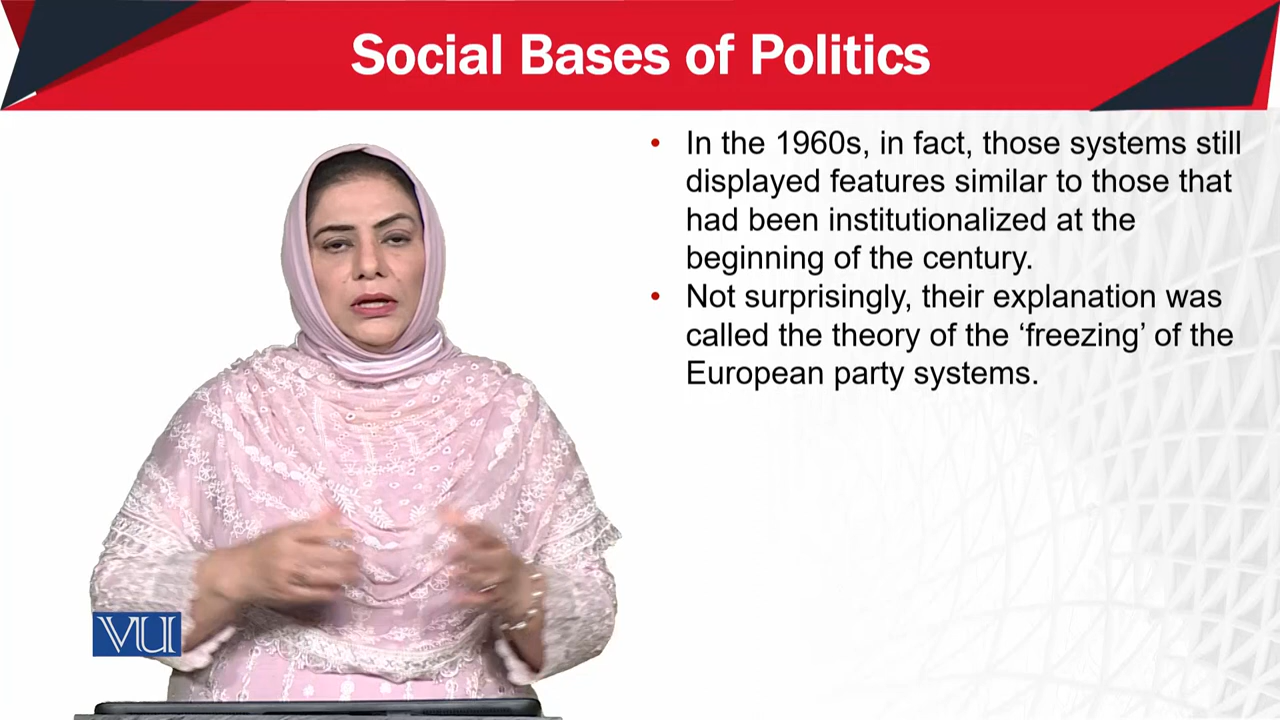 Social Bases of Politics
• In the 1960s, in fact, those systems still
displayed features similar to those that
had been institutionalized at the
beginning of the century.
• Not surprisingly, their explanation was
called the theory of the ‘freezing’ of the
European party systems.
VU